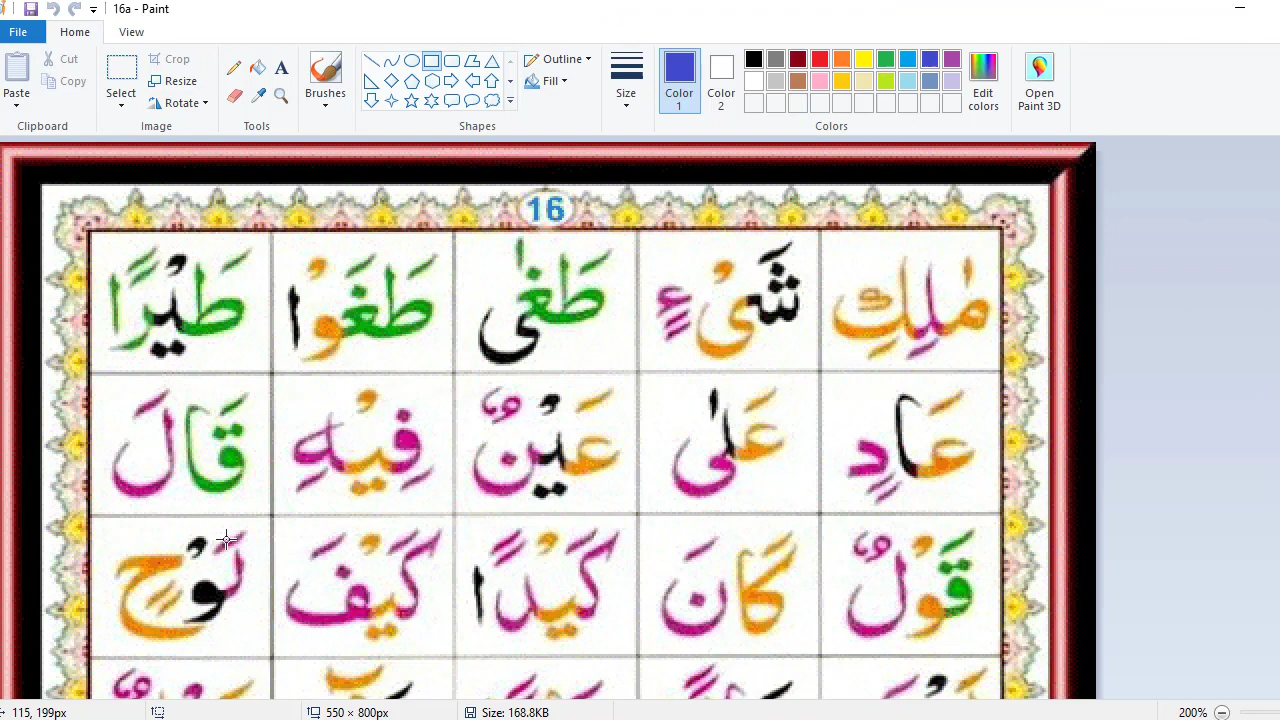 16a - Paint
File Home View
Cut
Copy
Paste
Clipboard
Select
Crop
Resize
Rotate
Image
Tools
Brushes
Shapes
Outline
Fill
Size
Color 1
Color 2
Edit colors
Colors
Open Paint 3D
16
مٰلِكِ شَیْءٍ طَغٰی طَغَوْا طَيْرًا
عَادٍ عَلٰی عَيْنٌ فِيْهِ قَالَ
قَوْلٌ كَانَ كَيْدًا كَيْفَ لَوْحٍ
115, 199px
550 × 800px
Size: 168.8KB
200%